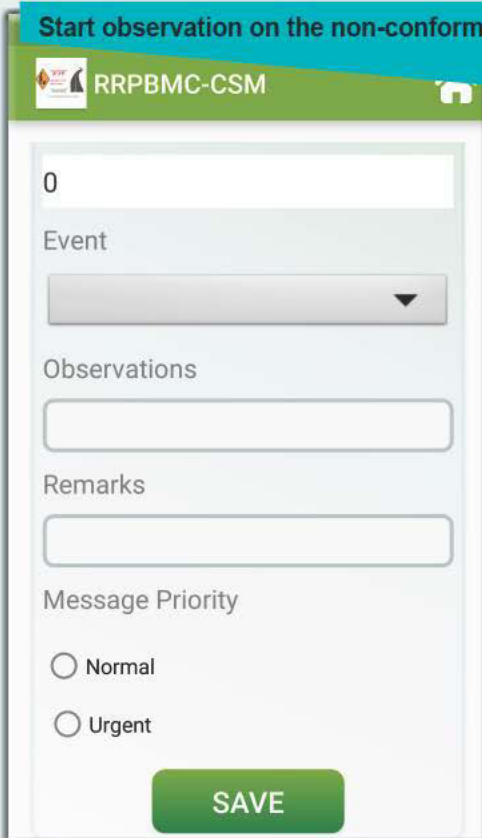 Start observation on the non-conform
RRPBMC-CSM
0
Event
Observations
Remarks
Message Priority
Normal
Urgent
SAVE